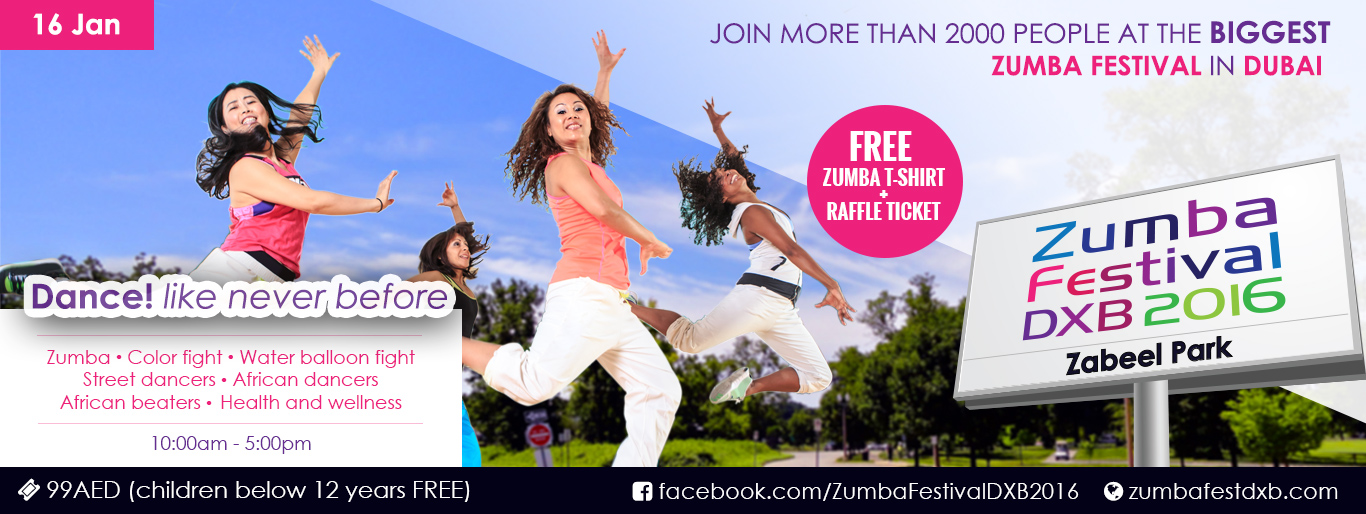 16 Jan
JOIN MORE THAN 2000 PEOPLE AT THE BIGGEST
ZUMBA FESTIVAL IN DUBAI
FREE
ZUMBA T-SHIRT
+
RAFFLE TICKET
Zumba
Festival
DXB 2016
Zabeel Park
Dance! like never before
Zumba • Color fight • Water balloon fight
Street dancers • African dancers
African beaters • Health and wellness
10:00am - 5:00pm
99AED (children below 12 years FREE)
facebook.com/ZumbaFestivalDXB2016
zumbafestdxb.com